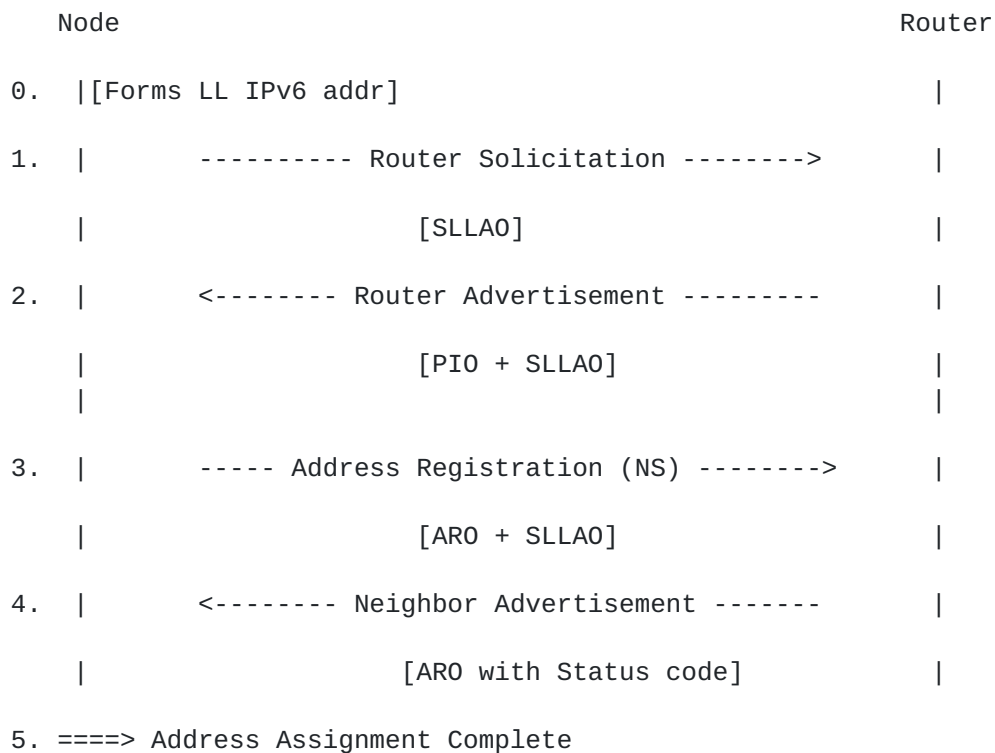 Node                                                  Router
0.  |[Forms LL IPv6 addr]                                  |
1.  |       ---------- Router Solicitation -------->       |
    |                     [SLLAO]                          |
2.  |       <-------- Router Advertisement ---------       |
    |                     [PIO + SLLAO]                    |
    |                                                      |
3.  |       ----- Address Registration (NS) -------->      |
    |                     [ARO + SLLAO]                    |
4.  |       <-------- Neighbor Advertisement -------       |
    |                    [ARO with Status code]            |
5. ====> Address Assignment Complete